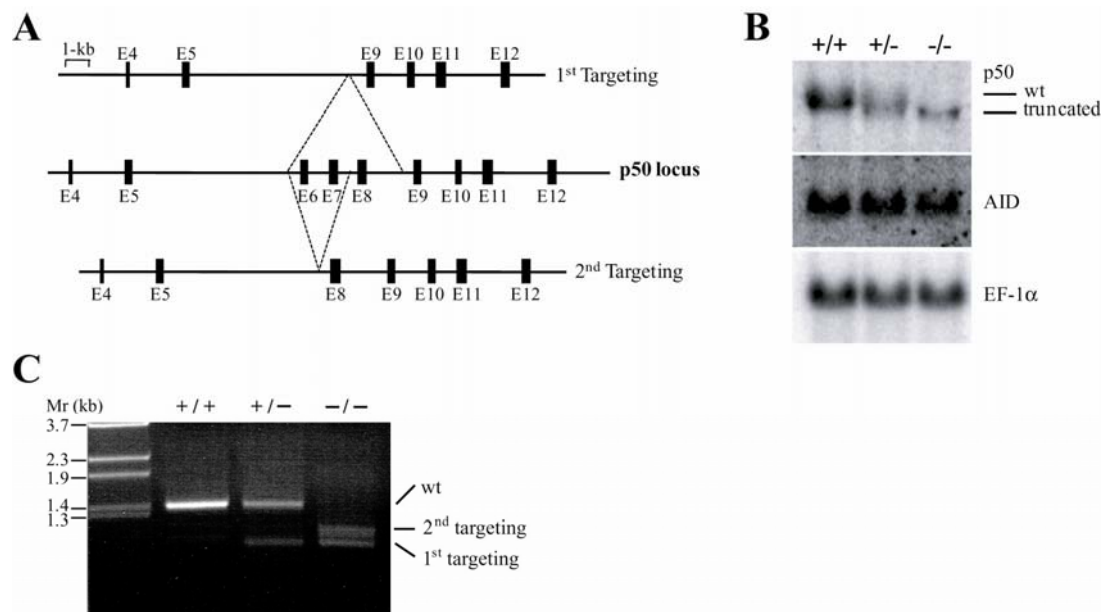 A
1-kb
E4 E5 E9 E10 E11 E12
1st Targeting
p50 locus
E4 E5 E6 E7 E8 E9 E10 E11 E12
2nd Targeting
E4 E5 E8 E9 E10 E11 E12
B
+/+ +/- -/-
p50
wt
truncated
AID
EF-1α
C
Mr (kb) +/+ +/− −/−
3.7
2.3
1.9
1.4
1.3
wt
2nd targeting
1st targeting